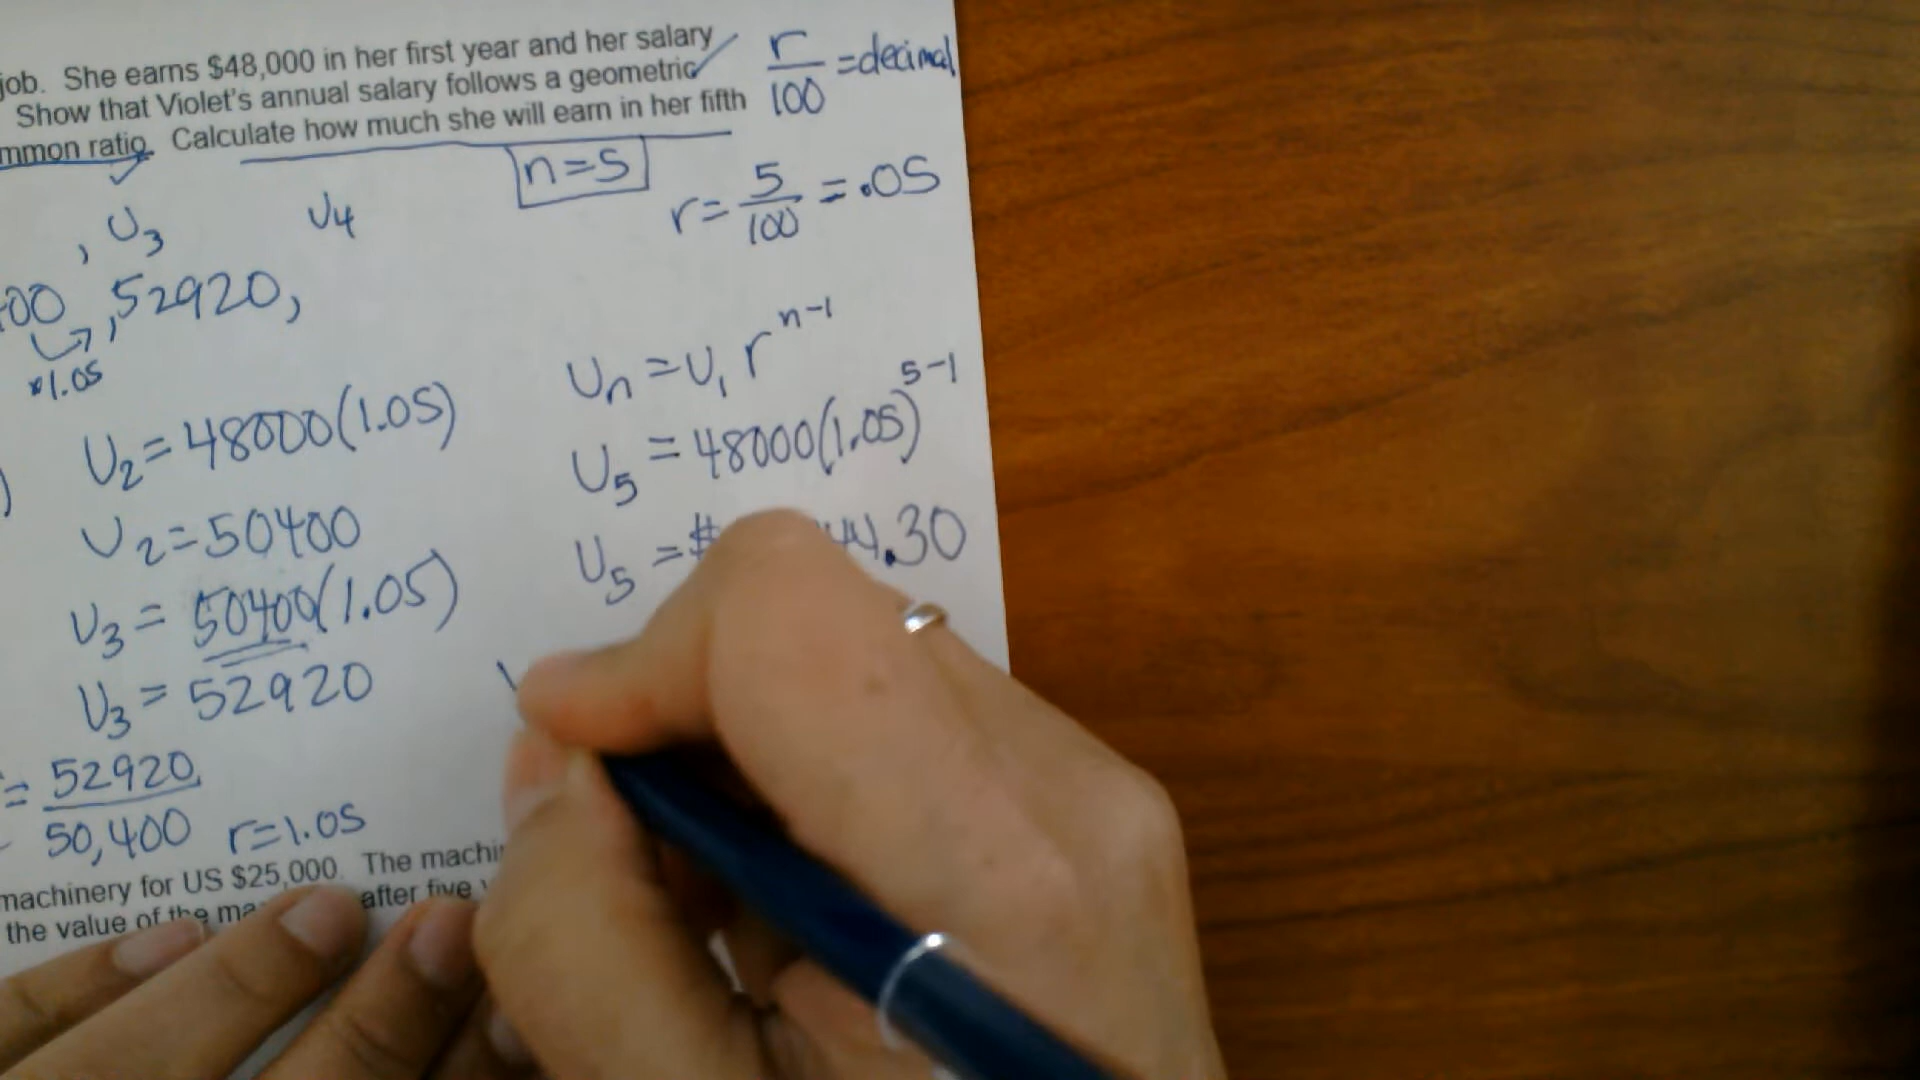 job. She earns $48,000 in her first year and her salary
Show that Violet's annual salary follows a geometric
mmon ratio. Calculate how much she will earn in her fifth
r/100 = decimal
n=5
r = 5/100 = .05
, U3 U4
00 , 52920,
×1.05
U2 = 48000(1.05)
U2 = 50400
U3 = 50400(1.05)
U3 = 52920
= 52920/50,400 r=1.05
Un = U1 r^n-1
U5 = 48000(1.05)^5-1
U5 = $ 44.30
machinery for US $25,000. The
the value of the after five